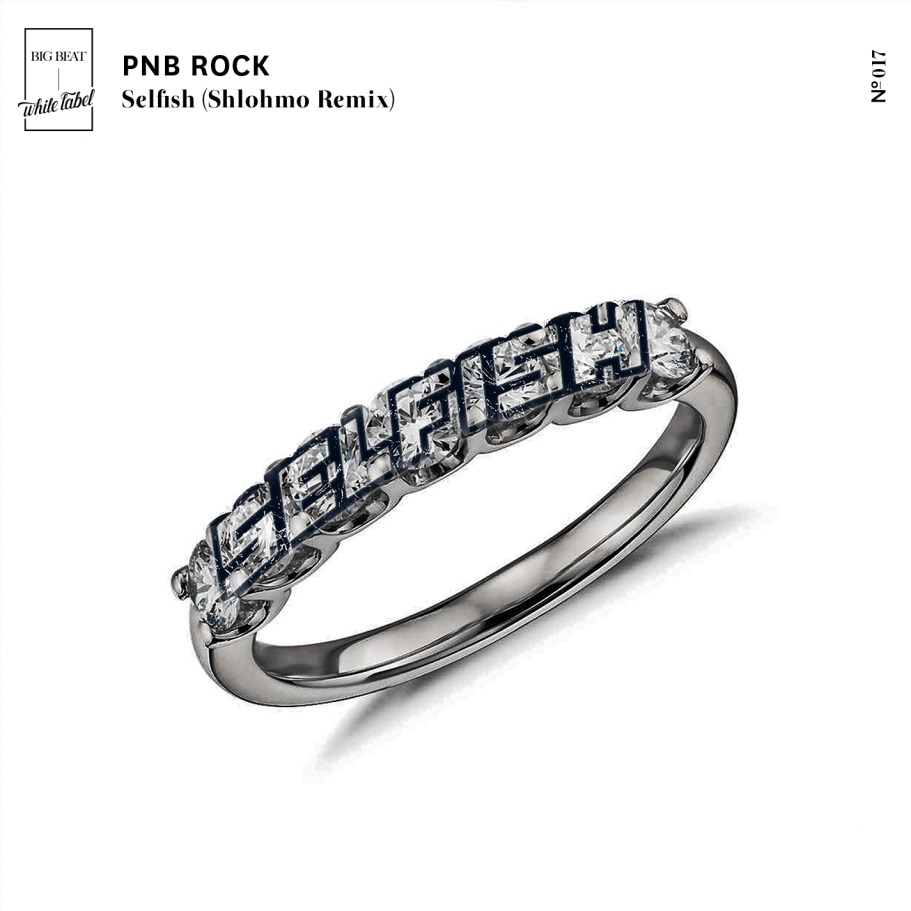 BIG BEAT
White Label
PNB ROCK
Selfish (Shlohmo Remix)
Nº017
SELFISH